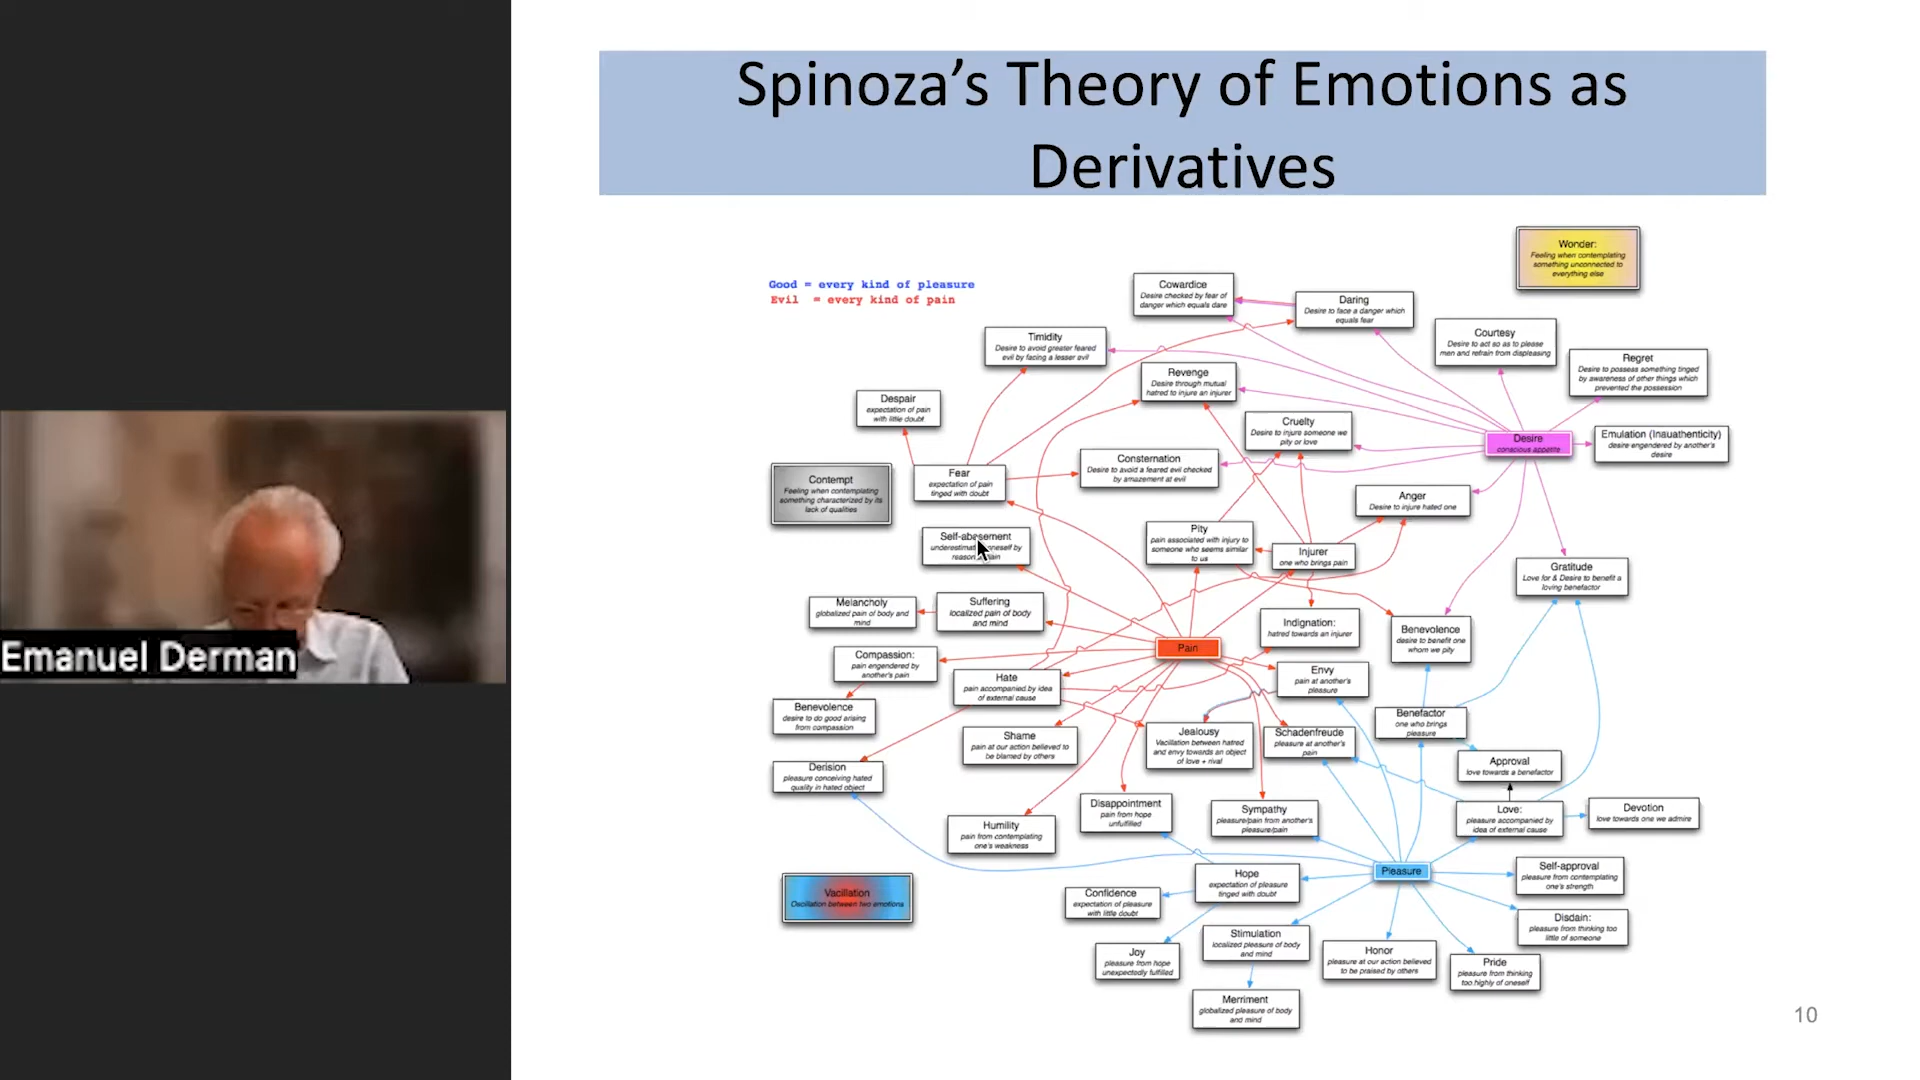 Spinoza’s Theory of Emotions as
Derivatives
Wonder:
Feeling when contemplating
something unconnected to
everything else
Good = every kind of pleasure
Evil = every kind of pain
Cowardice
Desire checked by fear of
danger which equals dare
Daring
Desire to face a danger which
equals fear
Courtesy
Desire to act so as to please
men and refrain from displeasing
Timidity
Desire to avoid greater feared
evil by facing a lesser evil
Regret
Desire to possess something tinged
by awareness of other things which
prevented the possession
Revenge
Desire through mutual
hatred to injure an injurer
Despair
expectation of pain
with little doubt
Cruelty
Desire to injure someone we
pity or love
Desire
conscious appetite
Emulation (Inauathenticity)
desire engendered by another's
desire
Consternation
Desire to avoid a feared evil checked
by amazement at evil
Fear
expectation of pain
tinged with doubt
Contempt
Feeling when contemplating
something characterized by its
lack of qualities
Anger
Desire to injure hated one
Self-abasement
oneself by
Pity
pain associated with injury to
someone who seems similar
to us
Injurer
one who brings pain
Gratitude
Love for & Desire to benefit a
loving benefactor
Melancholy
globalized pain of body and
mind
Suffering
localized pain of body
and mind
Indignation:
hatred towards an injurer
Benevolence
desire to benefit one
whom we pity
Pain
Compassion:
pain engendered by
another's pain
Hate
pain accompanied by idea
of external cause
Envy
pain at another's
pleasure
Benevolence
desire to do good arising
from compassion
Benefactor
one who brings
pleasure
Shame
pain at our action believed to
be blamed by others
Jealousy
Vacillation between hatred
and envy towards an object
of love + rival
Schadenfreude
pleasure at another's
pain
Approval
love towards a benefactor
Derision
pleasure conceiving hated
quality in hated object
Disappointment
pain from hope
unfulfilled
Sympathy
pleasure/pain from another's
pleasure/pain
Love:
pleasure accompanied by
idea of external cause
Devotion
love towards one we admire
Humility
pain from contemplating
one's weakness
Pleasure
Self-approval
pleasure from contemplating
one's strength
Hope
expectation of pleasure
tinged with doubt
Vacillation
Oscillation between two emotions
Confidence
expectation of pleasure
with little doubt
Disdain:
pleasure from thinking too
little of someone
Stimulation
localized pleasure of body
and mind
Honor
pleasure at our action believed
to be praised by others
Joy
pleasure from hope
unexpectedly fulfilled
Pride
pleasure from thinking
too highly of oneself
Merriment
globalized pleasure of body
and mind
10
Emanuel Derman